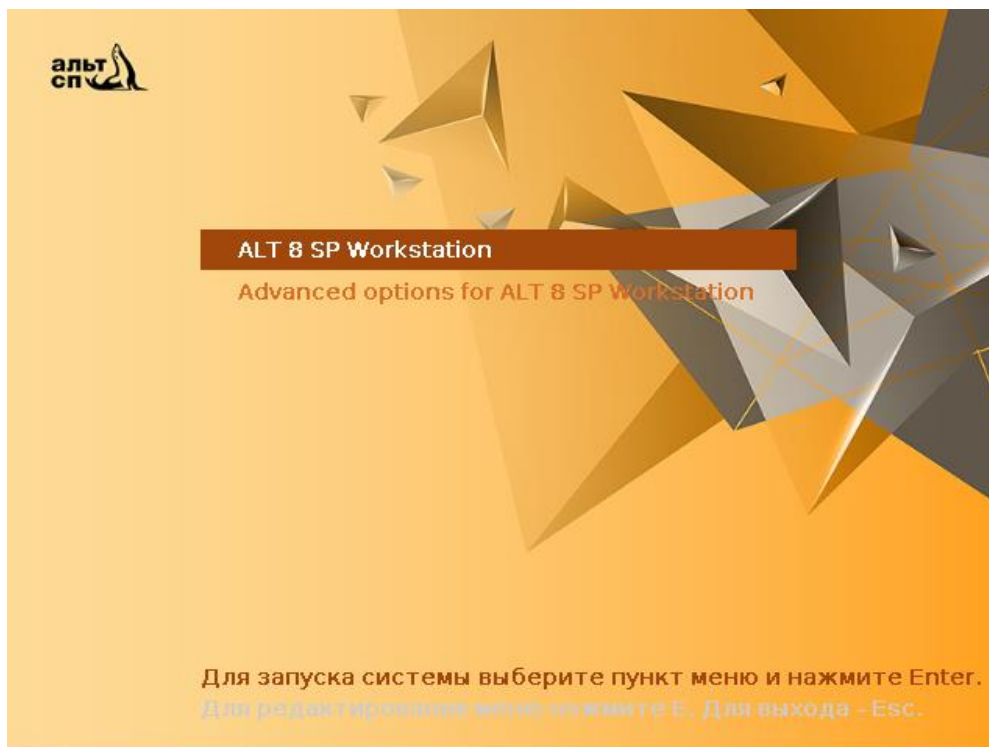 альт
сп
ALT 8 SP Workstation
Advanced options for ALT 8 SP Workstation
Для запуска системы выберите пункт меню и нажмите Enter.
Для редактирования меню нажмите E. Для выхода -Esc.